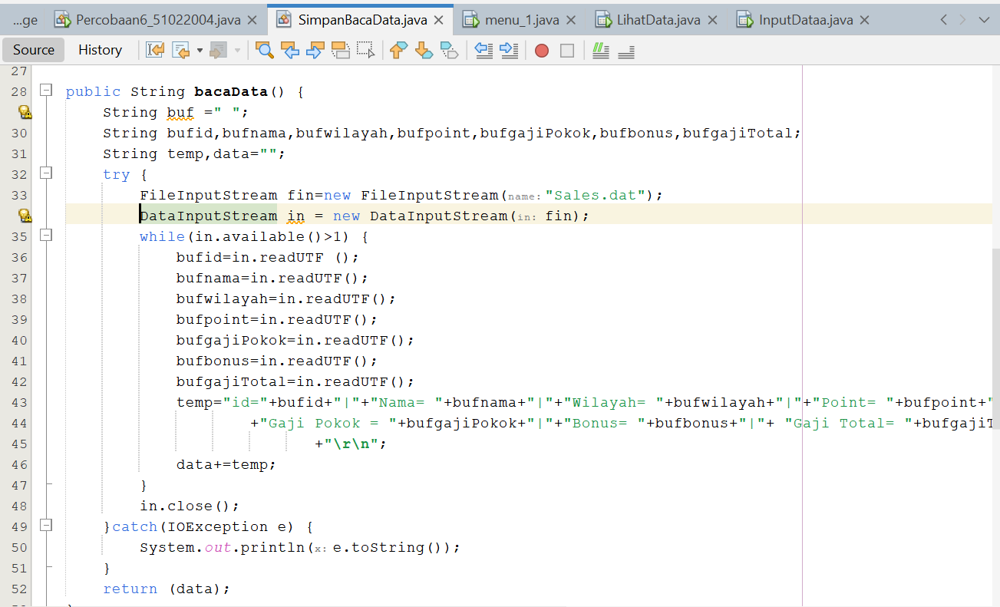 ...ge Percobaan6_51022004.java SimpanBacaData.java menu_1.java LihatData.java InputDataa.java
Source History
27
28 public String bacaData() {
String buf =" ";
30 String bufid,bufnama,bufwilayah,bufpoint,bufgajiPokok,bufbonus,bufgajiTotal;
31 String temp,data="";
32 try {
33 FileInputStream fin=new FileInputStream(name: "Sales.dat");
DataInputStream in = new DataInputStream(in: fin);
35 while(in.available()>1) {
36 bufid=in.readUTF ();
37 bufnama=in.readUTF();
38 bufwilayah=in.readUTF();
39 bufpoint=in.readUTF();
40 bufgajiPokok=in.readUTF();
41 bufbonus=in.readUTF();
42 bufgajiTotal=in.readUTF();
43 temp="id="+bufid+"|"+"Nama= "+bufnama+"|"+"Wilayah= "+bufwilayah+"|"+"Point= "+bufpoint+"
44 +"Gaji Pokok = "+bufgajiPokok+"|"+"Bonus= "+bufbonus+"|"+ "Gaji Total= "+bufgajiT
45 +"\r\n";
46 data+=temp;
47 }
48 in.close();
49 }catch(IOException e) {
50 System.out.println(x: e.toString());
51 }
52 return (data);